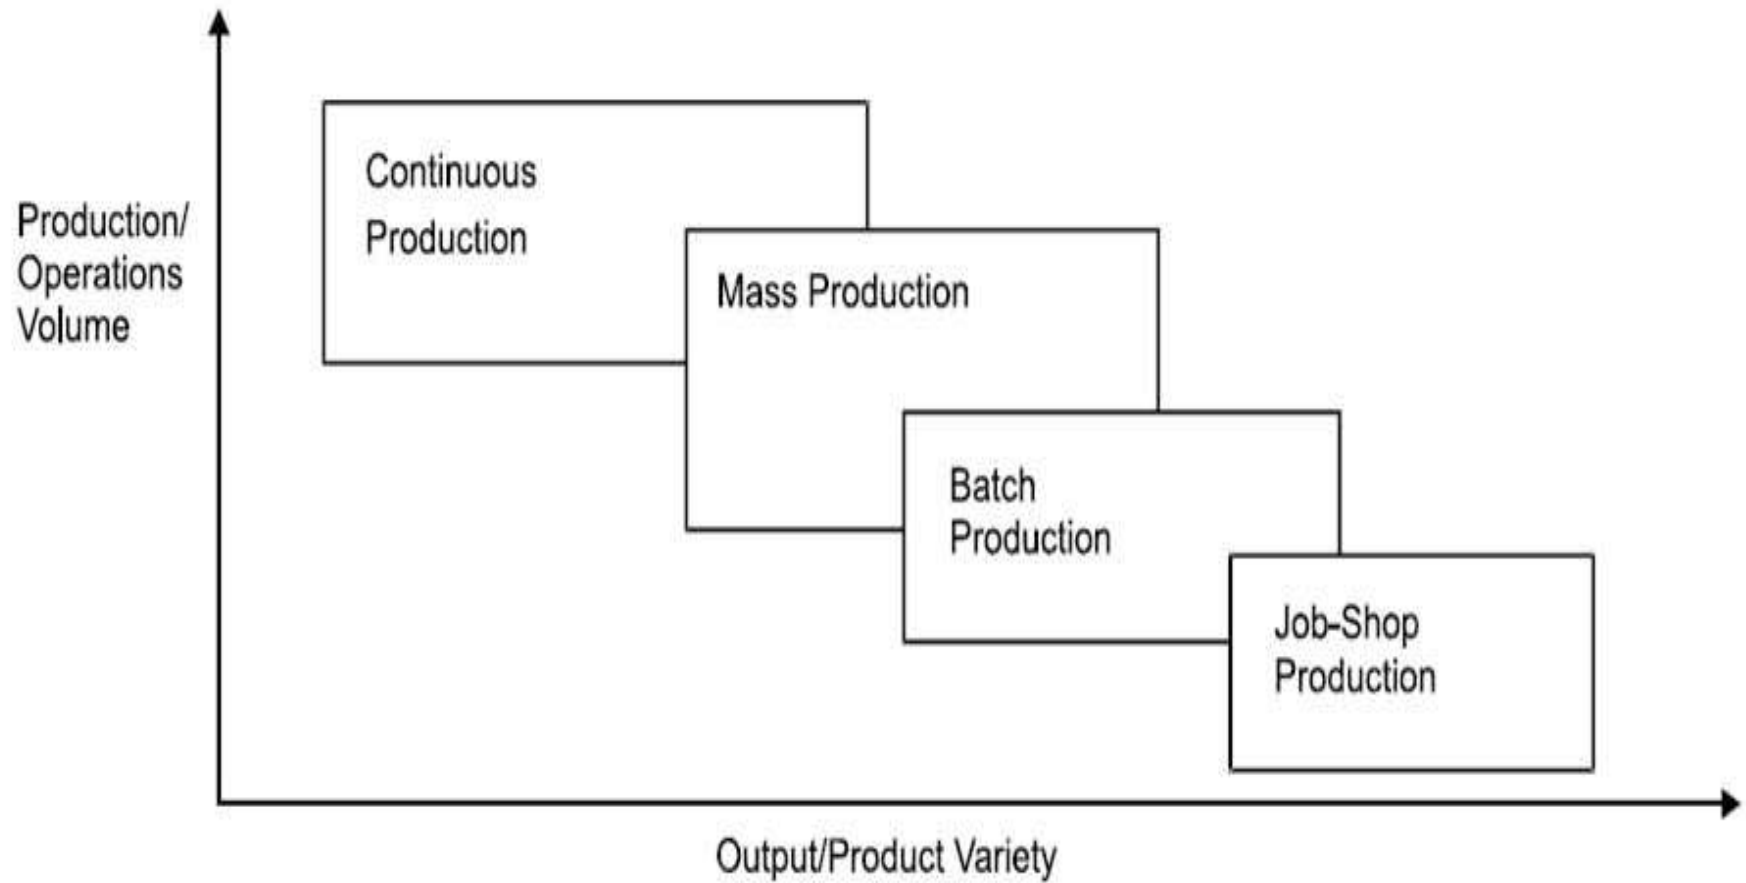 Continuous
Production
Production/
Operations
Volume
Mass Production
Batch
Production
Job-Shop
Production
Output/Product Variety